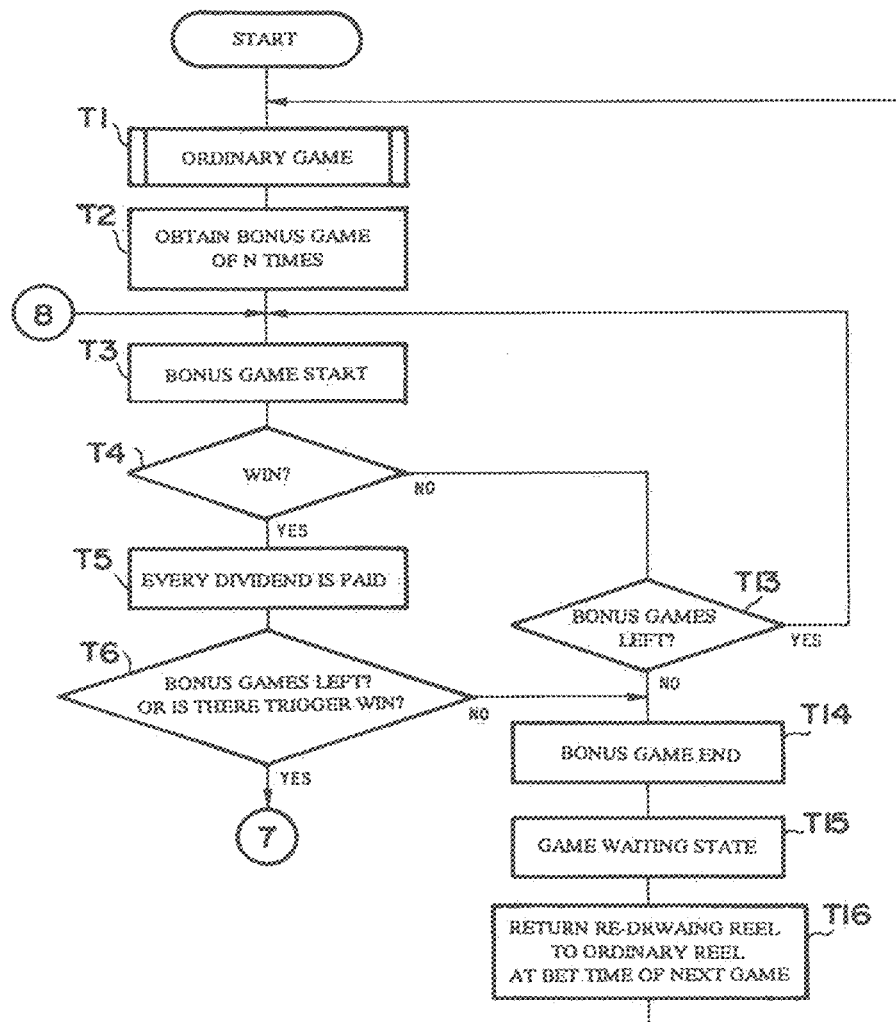 START
T1
ORDINARY GAME
T2
OBTAIN BONUS GAME
OF N TIMES
8
T3
BONUS GAME START
T4
WIN?
NO
YES
T5
EVERY DIVIDEND IS PAID
T13
BONUS GAMES
LEFT?
YES
NO
T6
BONUS GAMES LEFT?
OR IS THERE TRIGGER WIN?
NO
YES
7
T14
BONUS GAME END
T15
GAME WAITING STATE
T16
RETURN RE-DRWAING REEL
TO ORDINARY REEL
AT BET TIME OF NEXT GAME